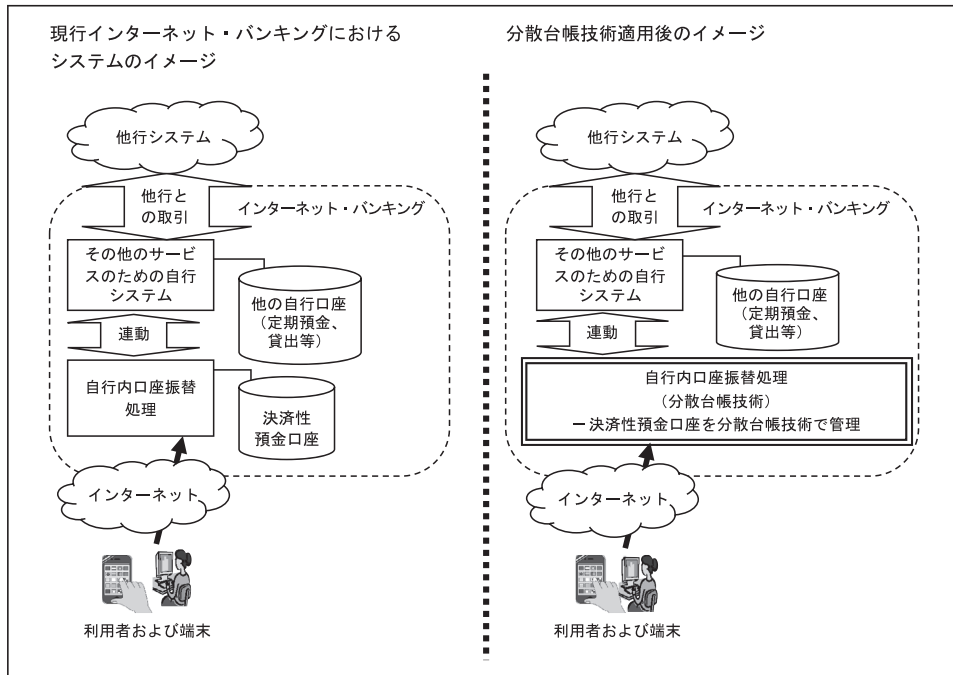 現行インターネット・バンキングにおける
システムのイメージ
他行システム
他行と
の取引
インターネット・バンキング
その他のサービ
スのための自行
システム
他の自行口座
（定期預金、
貸出等）
連動
自行内口座振替
処理
決済性
預金口座
インターネット
利用者および端末
分散台帳技術適用後のイメージ
他行システム
他行と
の取引
インターネット・バンキング
その他のサービ
スのための自行
システム
他の自行口座
（定期預金、
貸出等）
連動
自行内口座振替処理
（分散台帳技術）
－決済性預金口座を分散台帳技術で管理
インターネット
利用者および端末